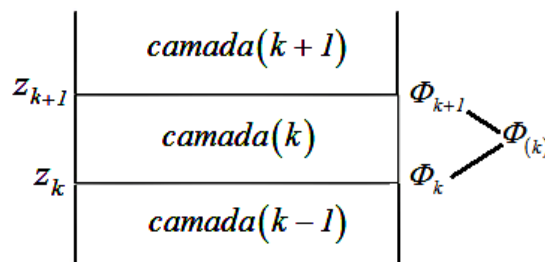 camada(k+1)
z_{k+1} Φ_{k+1}
camada(k) Φ_{(k)}
z_k Φ_k
camada(k−1)